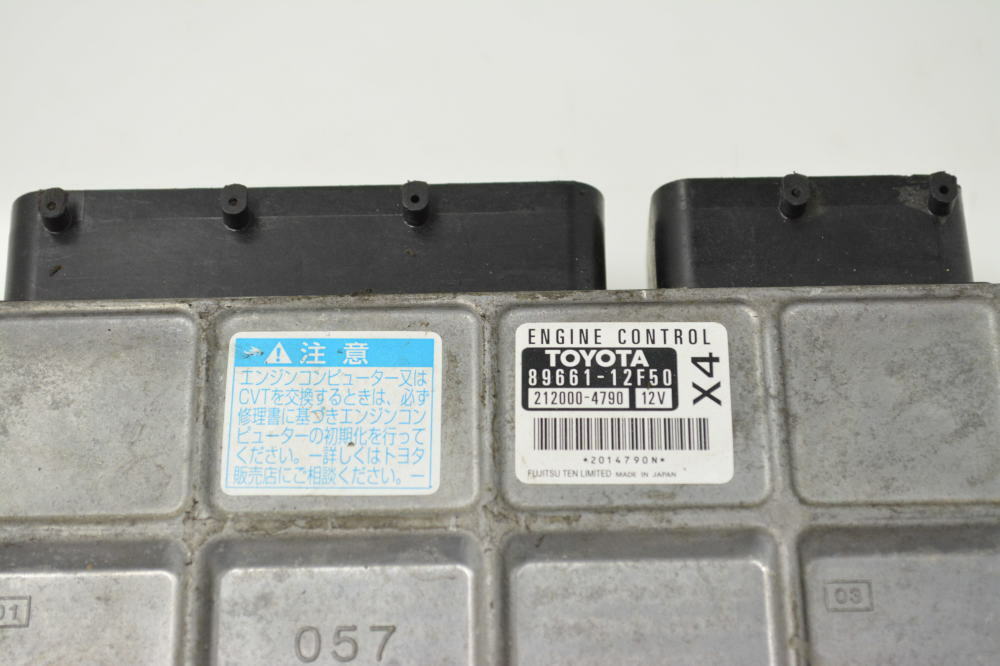 注意
エンジンコンピューター又は
CVTを交換するときは、必ず
修理書に基づきエンジンコン
ピューターの初期化を行って
ください。ー詳しくはトヨタ
販売店にご相談ください。ー
ENGINE CONTROL
TOYOTA
89661-12F50
212000-4790 12V
X4
*2014790N*
FUJITSU TEN LIMITED MADE IN JAPAN
01
057
03